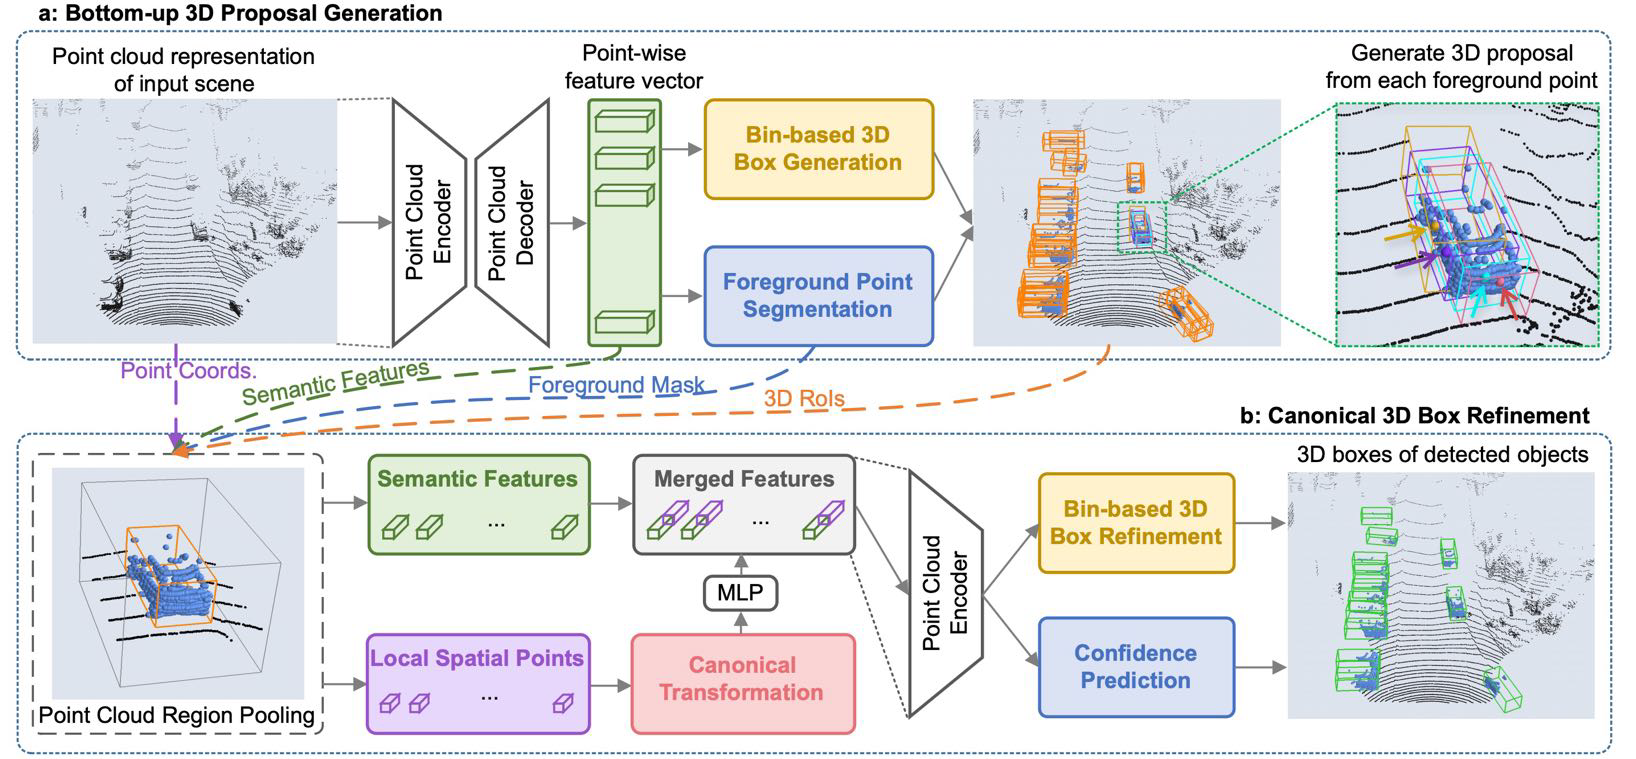 a: Bottom-up 3D Proposal Generation
Point cloud representation
of input scene
Point-wise
feature vector
Generate 3D proposal
from each foreground point
Point Cloud
Encoder
Point Cloud
Decoder
Bin-based 3D
Box Generation
Foreground Point
Segmentation
Point Coords.
Semantic Features
Foreground Mask
3D RoIs
b: Canonical 3D Box Refinement
Point Cloud Region Pooling
Semantic Features
...
Merged Features
...
MLP
Local Spatial Points
...
Canonical
Transformation
Point Cloud
Encoder
Bin-based 3D
Box Refinement
Confidence
Prediction
3D boxes of detected objects